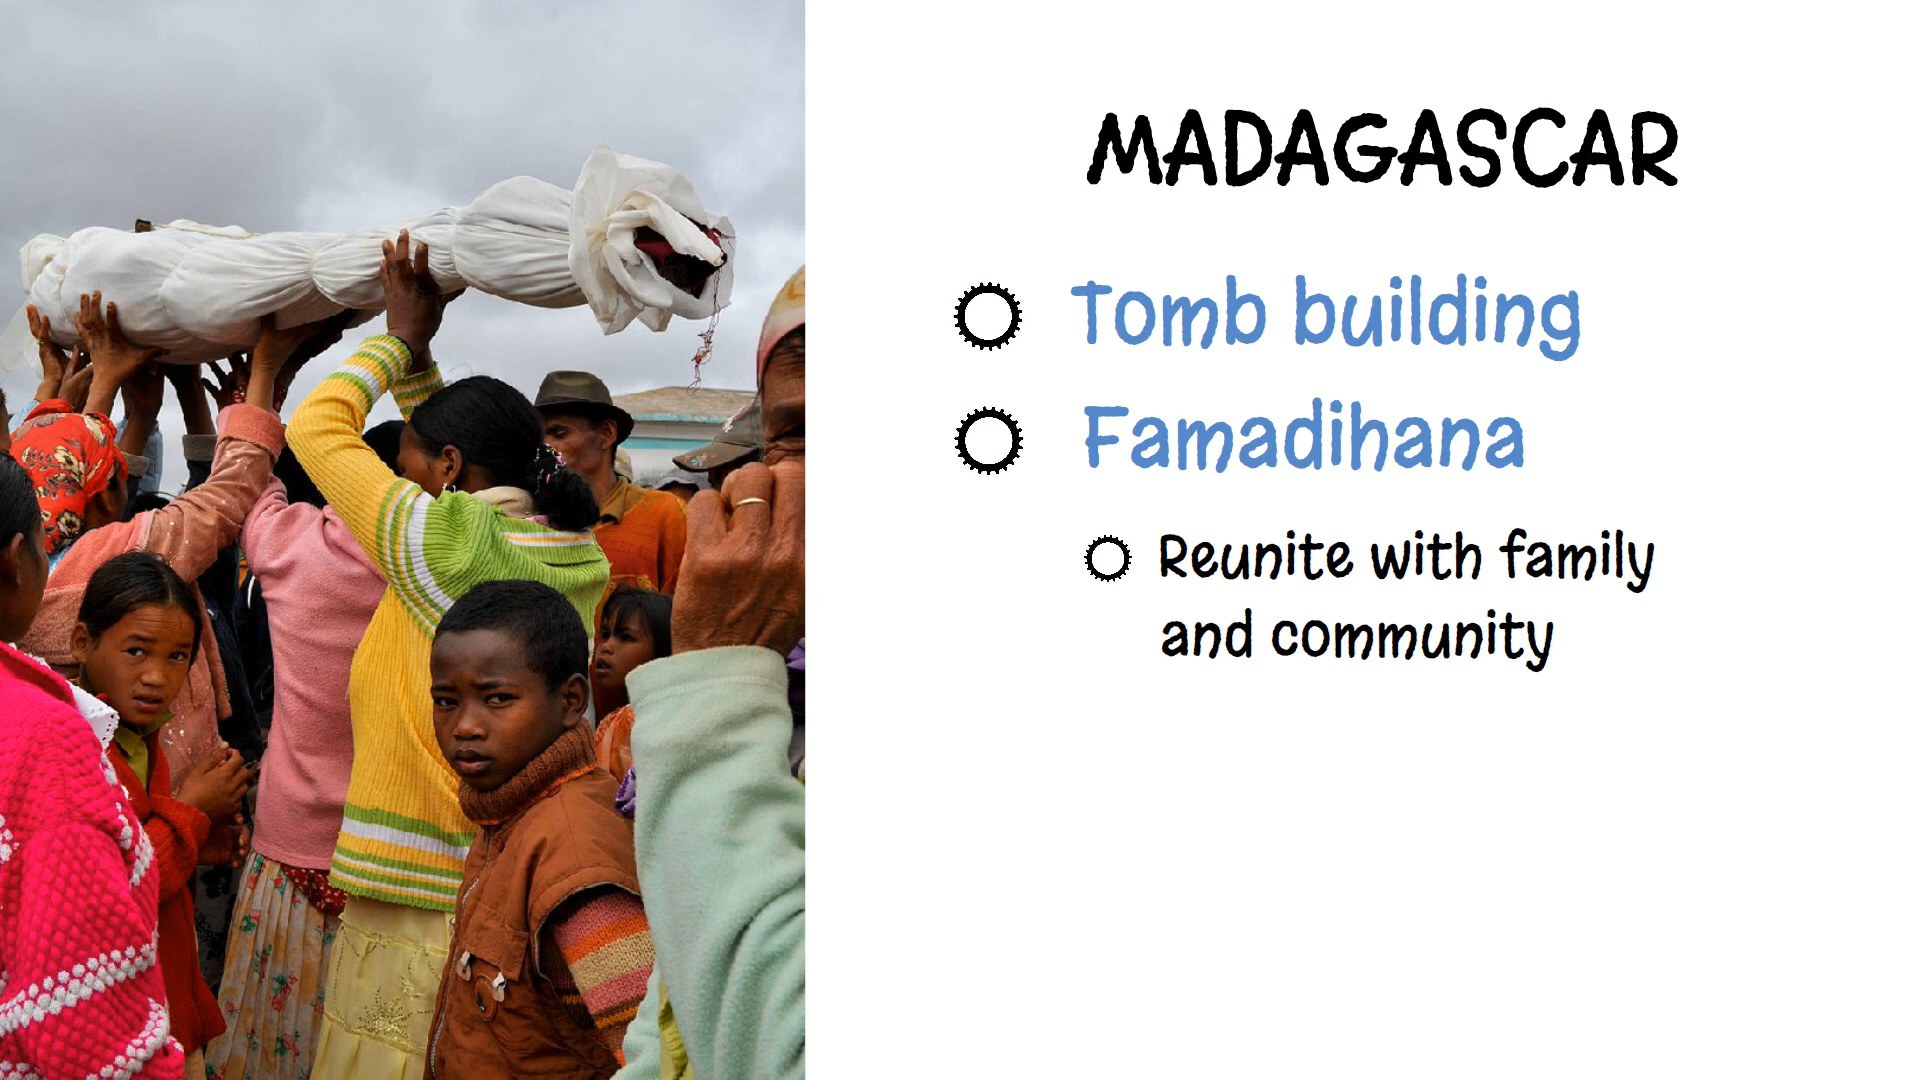 MADAGASCAR
Tomb building
Famadihana
Reunite with family
and community